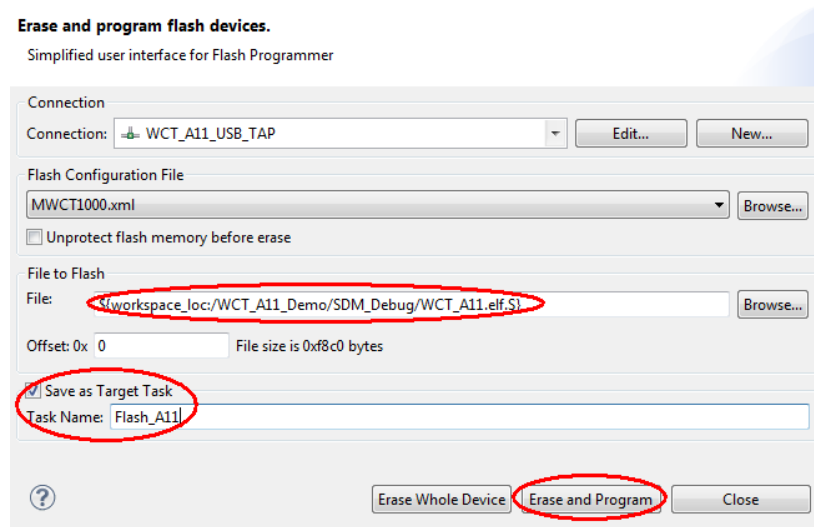 Erase and program flash devices.
Simplified user interface for Flash Programmer
Connection
Connection: WCT_A11_USB_TAP Edit... New...
Flash Configuration File
MWCT1000.xml Browse...
Unprotect flash memory before erase
File to Flash
File: ${workspace_loc:/WCT_A11_Demo/SDM_Debug/WCT_A11.elf.S} Browse...
Offset: 0x 0 File size is 0xf8c0 bytes
Save as Target Task
Task Name: Flash_A11
? Erase Whole Device Erase and Program Close